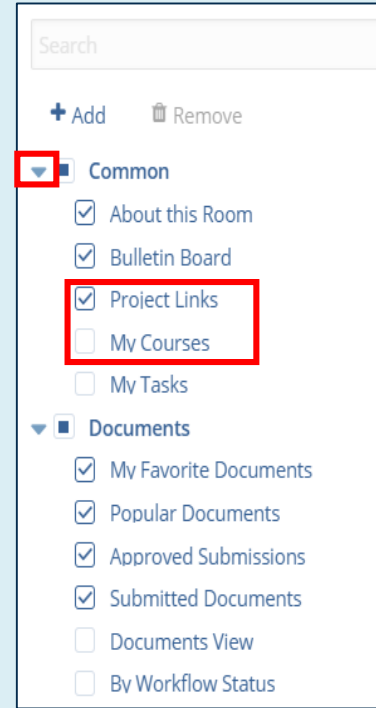 Search
Add Remove
Common
About this Room
Bulletin Board
Project Links
My Courses
My Tasks
Documents
My Favorite Documents
Popular Documents
Approved Submissions
Submitted Documents
Documents View
By Workflow Status